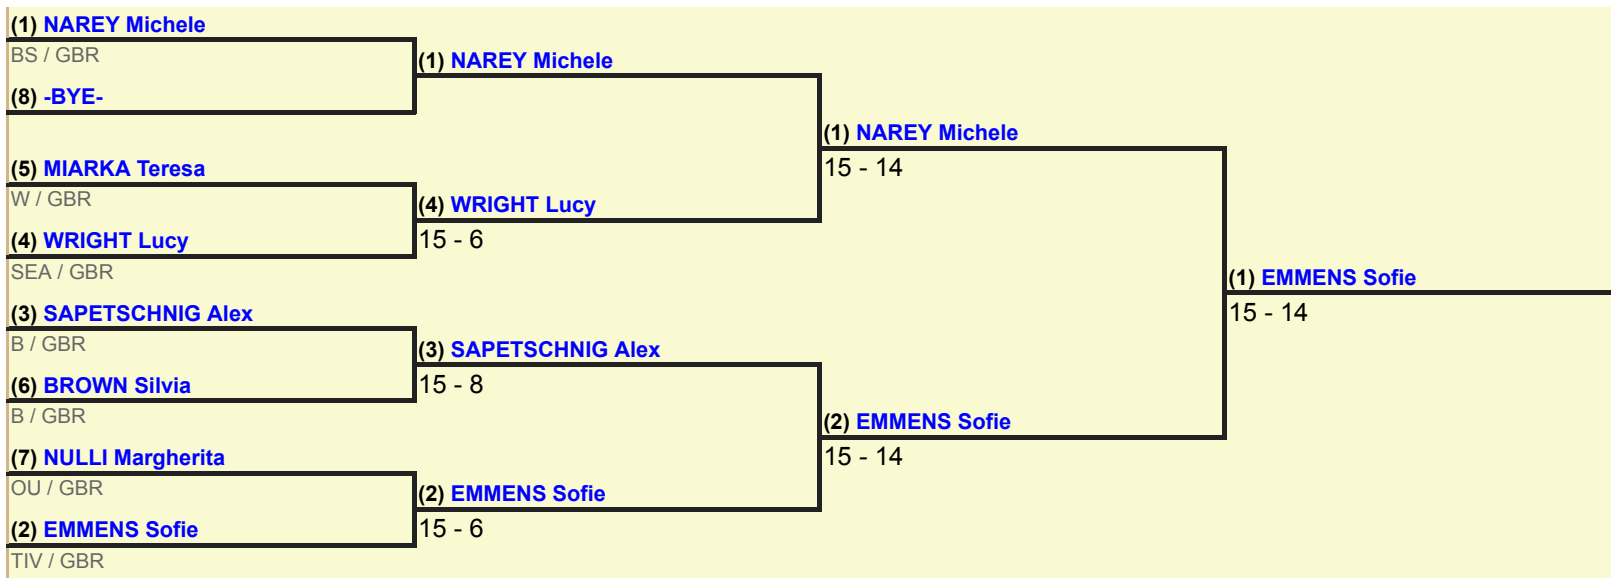 (1) NAREY Michele
BS / GBR
(8) -BYE-
(5) MIARKA Teresa
W / GBR
(4) WRIGHT Lucy
SEA / GBR
(3) SAPETSCHNIG Alex
B / GBR
(6) BROWN Silvia
B / GBR
(7) NULLI Margherita
OU / GBR
(2) EMMENS Sofie
TIV / GBR
(1) NAREY Michele
(4) WRIGHT Lucy
15 - 6
(3) SAPETSCHNIG Alex
15 - 8
(2) EMMENS Sofie
15 - 6
(1) NAREY Michele
15 - 14
(2) EMMENS Sofie
15 - 14
(1) EMMENS Sofie
15 - 14